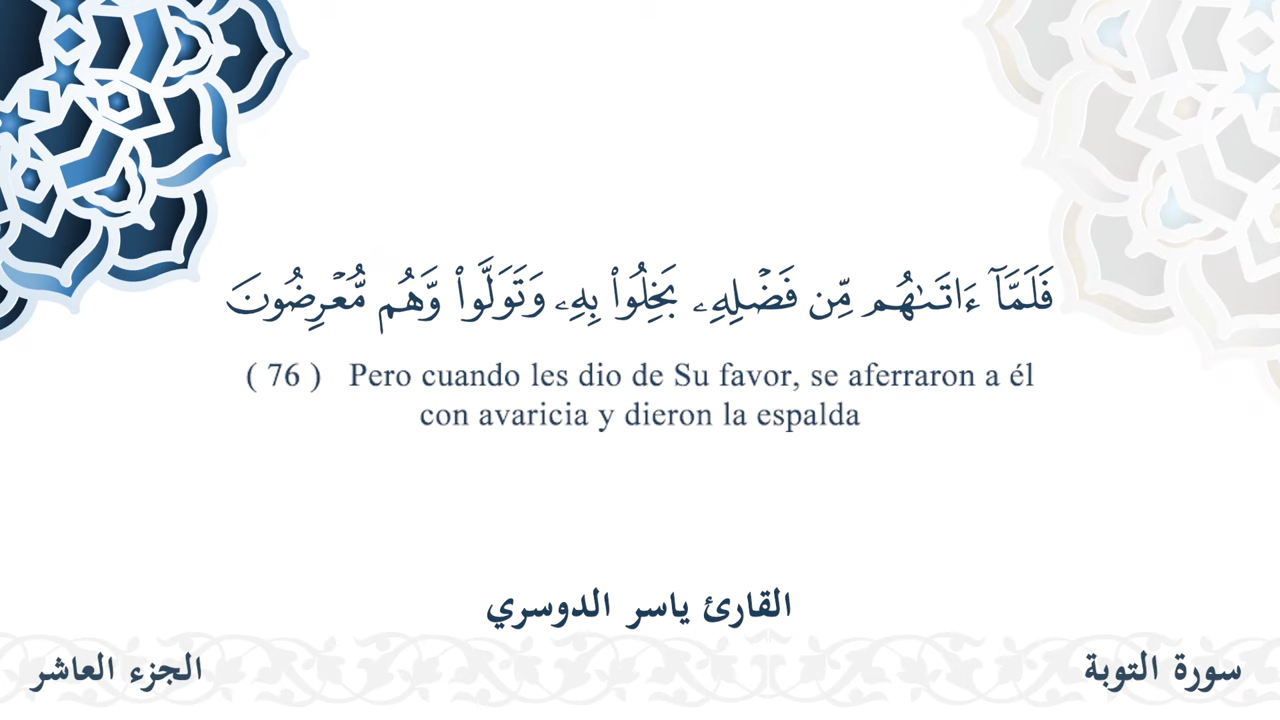 فَلَمَّآ ءَاتَىٰهُم مِّن فَضْلِهِۦ بَخِلُوا۟ بِهِۦ وَتَوَلَّوا۟ وَّهُم مُّعْرِضُونَ
( 76 ) Pero cuando les dio de Su favor, se aferraron a él
con avaricia y dieron la espalda
القارئ ياسر الدوسري
سورة التوبة
الجزء العاشر